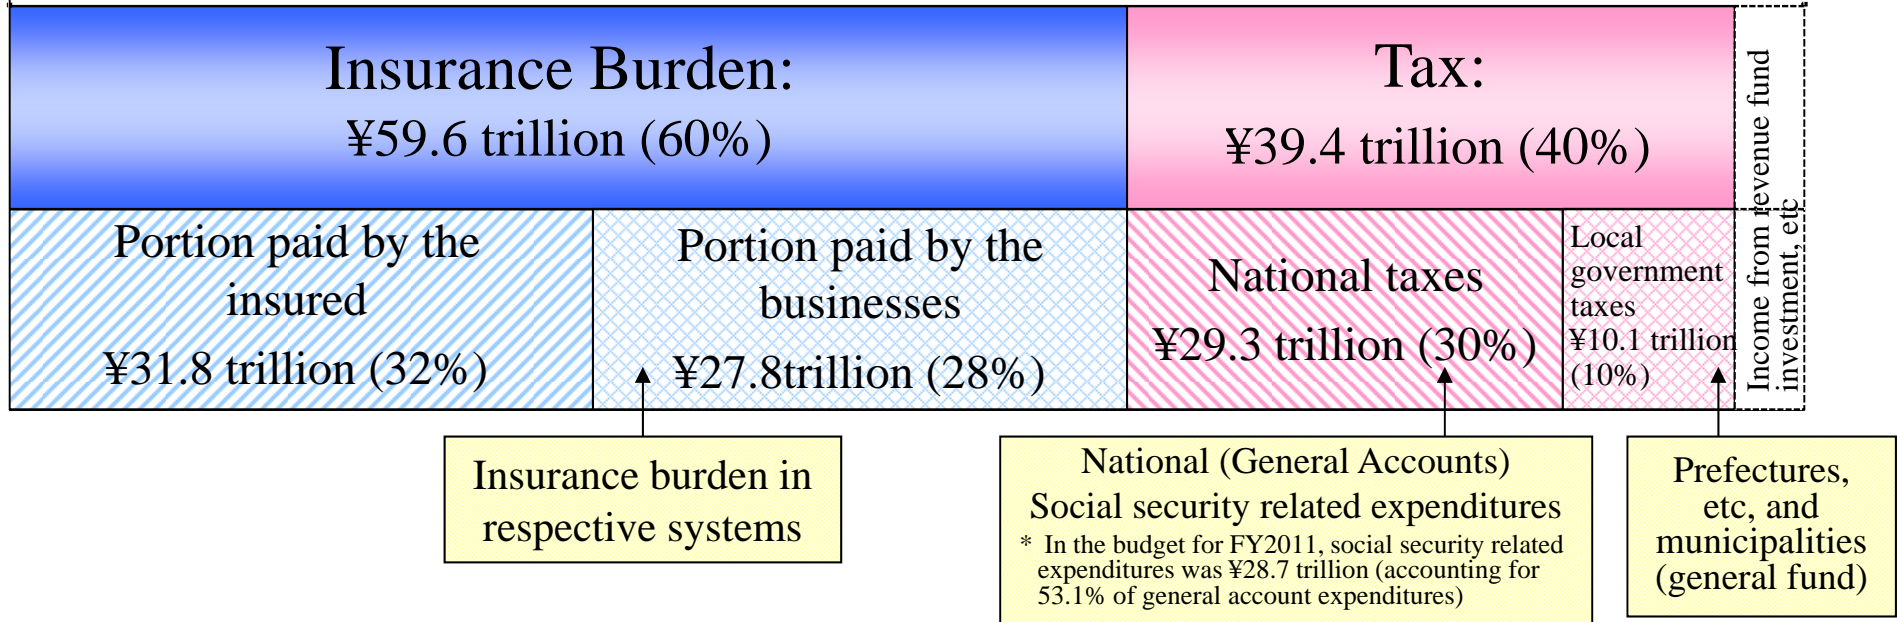 Insurance Burden:
¥59.6 trillion (60%)
Tax:
¥39.4 trillion (40%)
Income from revenue fund
investment, etc
Portion paid by the
insured
¥31.8 trillion (32%)
Portion paid by the
businesses
¥27.8trillion (28%)
National taxes
¥29.3 trillion (30%)
Local
government
taxes
¥10.1 trillion
(10%)
Insurance burden in
respective systems
National (General Accounts)
Social security related expenditures
* In the budget for FY2011, social security related
expenditures was ¥28.7 trillion (accounting for
53.1% of general account expenditures)
Prefectures,
etc, and
municipalities
(general fund)